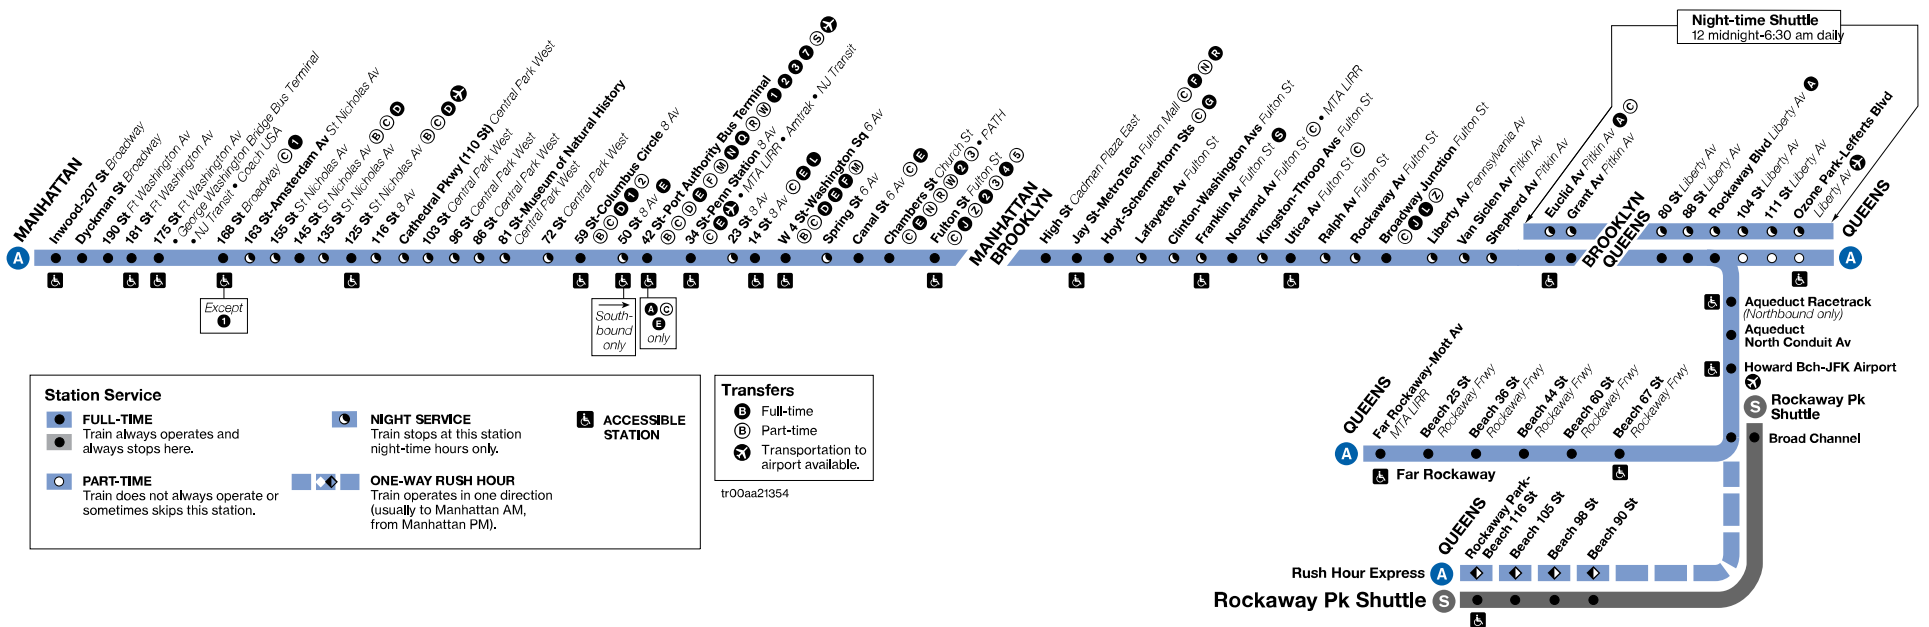 Night-time Shuttle
12 midnight-6:30 am daily
A
MANHATTAN
Inwood-207 St Broadway
Dyckman St Broadway
190 St Ft Washington Av
181 St Ft Washington Av
175 St Ft Washington Av
• George Washington Bridge Bus Terminal
• NJ Transit • Coach USA
168 St Broadway C 1
163 St-Amsterdam Av St Nicholas Av
155 St St Nicholas Av
145 St St Nicholas Av B C D
135 St St Nicholas Av
125 St St Nicholas Av B C D
116 St 8 Av
Cathedral Pkwy (110 St) Central Park West
103 St Central Park West
96 St Central Park West
86 St Central Park West
81 St-Museum of Natural History
Central Park West
72 St Central Park West
59 St-Columbus Circle 8 Av
B C D 1 2
50 St 8 Av E
42 St-Port Authority Bus Terminal
B C D E F N N Q R W 1 2 3 7 S
34 St-Penn Station 8 Av
C E • MTA LIRR • Amtrak • NJ Transit
23 St 8 Av
14 St 8 Av C E L
W 4 St-Washington Sq 6 Av
B C D E F M
Spring St 6 Av
Canal St 6 Av C E
Chambers St Church St
C E N R W 2 3 • PATH
Fulton St Fulton St
C J Z 2 3 4 5
MANHATTAN
BROOKLYN
High St Cadman Plaza East
Jay St-MetroTech Fulton Mall C F N R
Hoyt-Schermerhorn Sts C G
Lafayette Av Fulton St
Clinton-Washington Avs Fulton St
Franklin Av Fulton St S
Nostrand Av Fulton St C • MTA LIRR
Kingston-Throop Avs Fulton St
Utica Av Fulton St C
Ralph Av Fulton St
Rockaway Av Fulton St
Broadway Junction Fulton St
C J L Z
Liberty Av Pennsylvania Av
Van Siclen Av Pitkin Av
Shepherd Av Pitkin Av
Euclid Av Pitkin Av A C
Grant Av Pitkin Av
BROOKLYN
QUEENS
80 St Liberty Av
88 St Liberty Av
Rockaway Blvd Liberty Av A
104 St Liberty Av
111 St Liberty Av
Ozone Park-Lefferts Blvd
Liberty Av
QUEENS
A
Except
1
South-
bound
only
A C
E
only
Aqueduct Racetrack
(Northbound only)
Aqueduct
North Conduit Av
Howard Bch-JFK Airport
S
Rockaway Pk
Shuttle
Broad Channel
QUEENS
A
Far Rockaway-Mott Av
MTA LIRR
Beach 25 St
Rockaway Frwy
Beach 36 St
Rockaway Frwy
Beach 44 St
Rockaway Frwy
Beach 60 St
Rockaway Frwy
Beach 67 St
Rockaway Frwy
Far Rockaway
QUEENS
Rockaway Park-
Beach 116 St
Beach 105 St
Beach 98 St
Beach 90 St
Rush Hour Express A
Rockaway Pk Shuttle S
Station Service
FULL-TIME
Train always operates and
always stops here.
PART-TIME
Train does not always operate or
sometimes skips this station.
NIGHT SERVICE
Train stops at this station
night-time hours only.
ONE-WAY RUSH HOUR
Train operates in one direction
(usually to Manhattan AM,
from Manhattan PM).
ACCESSIBLE
STATION
Transfers
B Full-time
B Part-time
Transportation to
airport available.
tr00aa21354